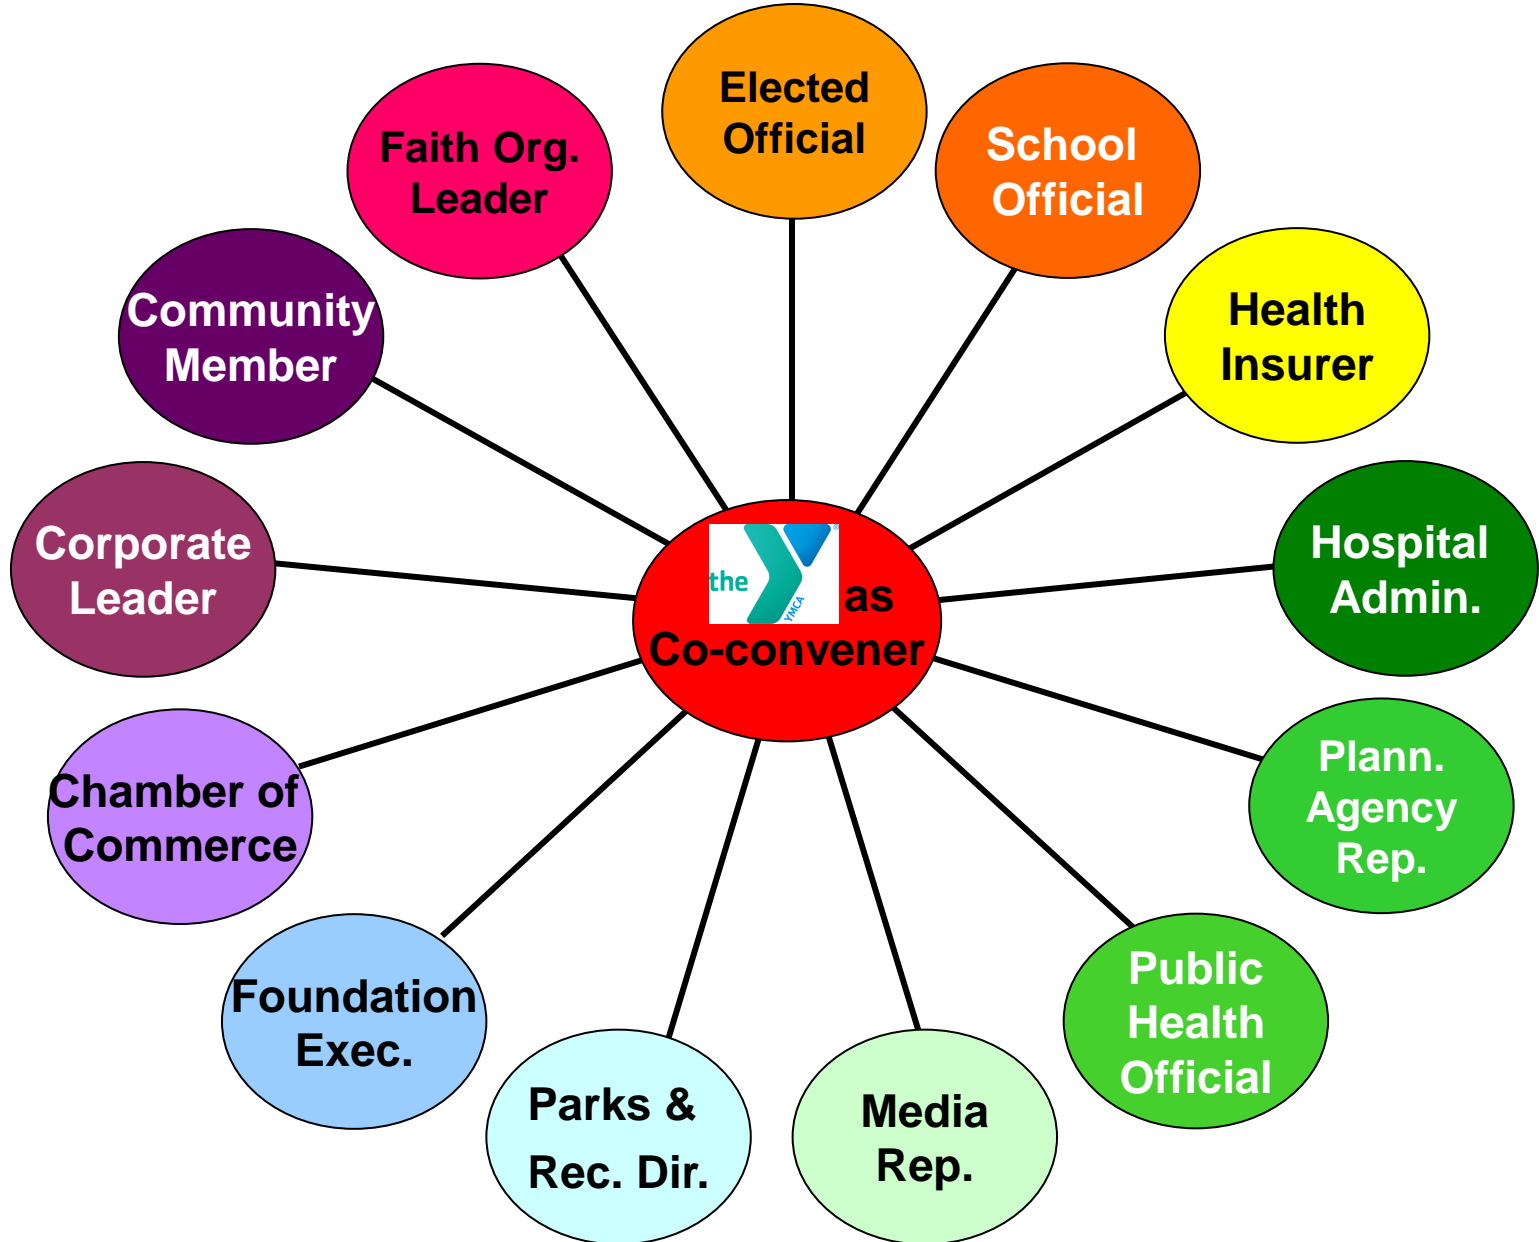 Elected
Official
School
Official
Health
Insurer
Hospital
Admin.
Plann.
Agency
Rep.
Public
Health
Official
Media
Rep.
Parks &
Rec. Dir.
Foundation
Exec.
Chamber of
Commerce
Corporate
Leader
Community
Member
Faith Org.
Leader
the YMCA ® as
Co-convener